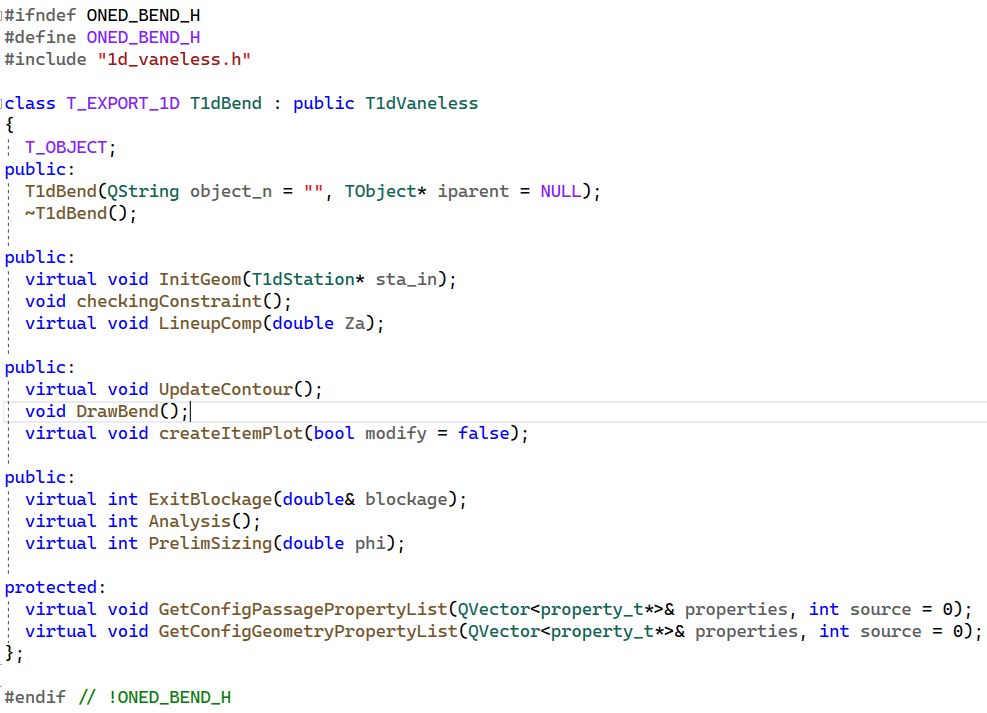 #ifndef ONED_BEND_H
#define ONED_BEND_H
#include "1d_vaneless.h"
class T_EXPORT_1D T1dBend : public T1dVaneless
{
T_OBJECT;
public:
T1dBend(QString object_n = "", TObject* iparent = NULL);
~T1dBend();
public:
virtual void InitGeom(T1dStation* sta_in);
void checkingConstraint();
virtual void LineupComp(double Za);
public:
virtual void UpdateContour();
void DrawBend();
virtual void createItemPlot(bool modify = false);
public:
virtual int ExitBlockage(double& blockage);
virtual int Analysis();
virtual int PrelimSizing(double phi);
protected:
virtual void GetConfigPassagePropertyList(QVector<property_t*>& properties, int source = 0);
virtual void GetConfigGeometryPropertyList(QVector<property_t*>& properties, int source = 0);
};
#endif // !ONED_BEND_H